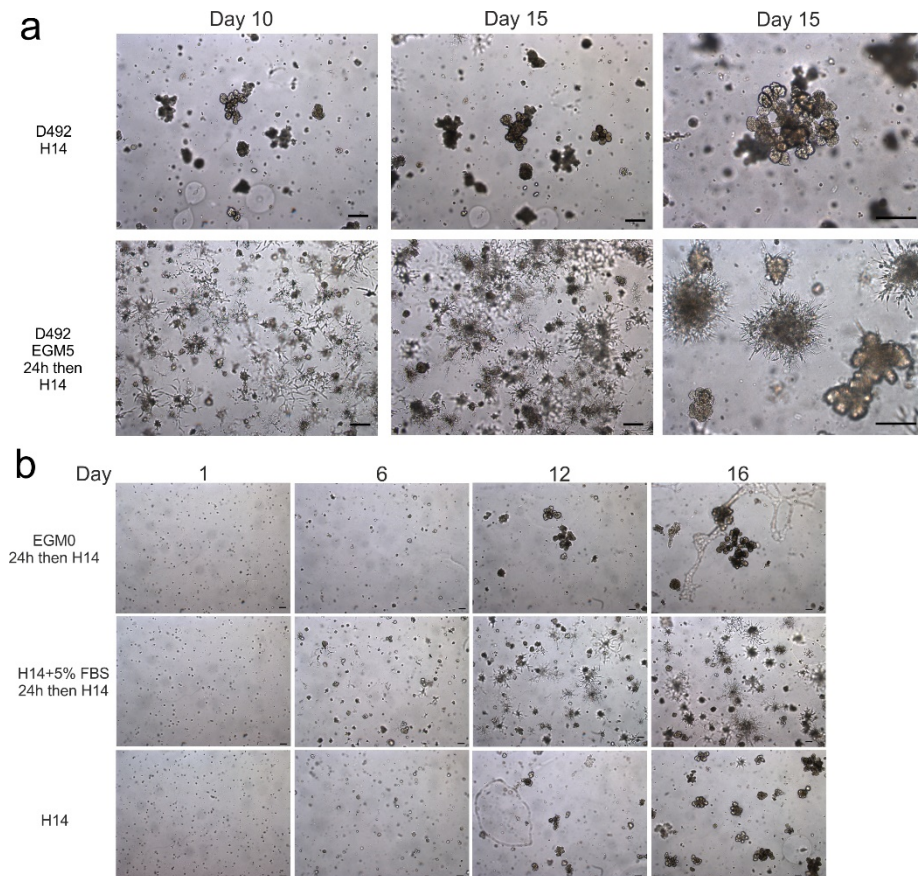 a
Day 10
Day 15
Day 15
D492
H14
D492
EGM5
24h then
H14
b
Day
1
6
12
16
EGM0
24h then H14
H14+5% FBS
24h then H14
H14